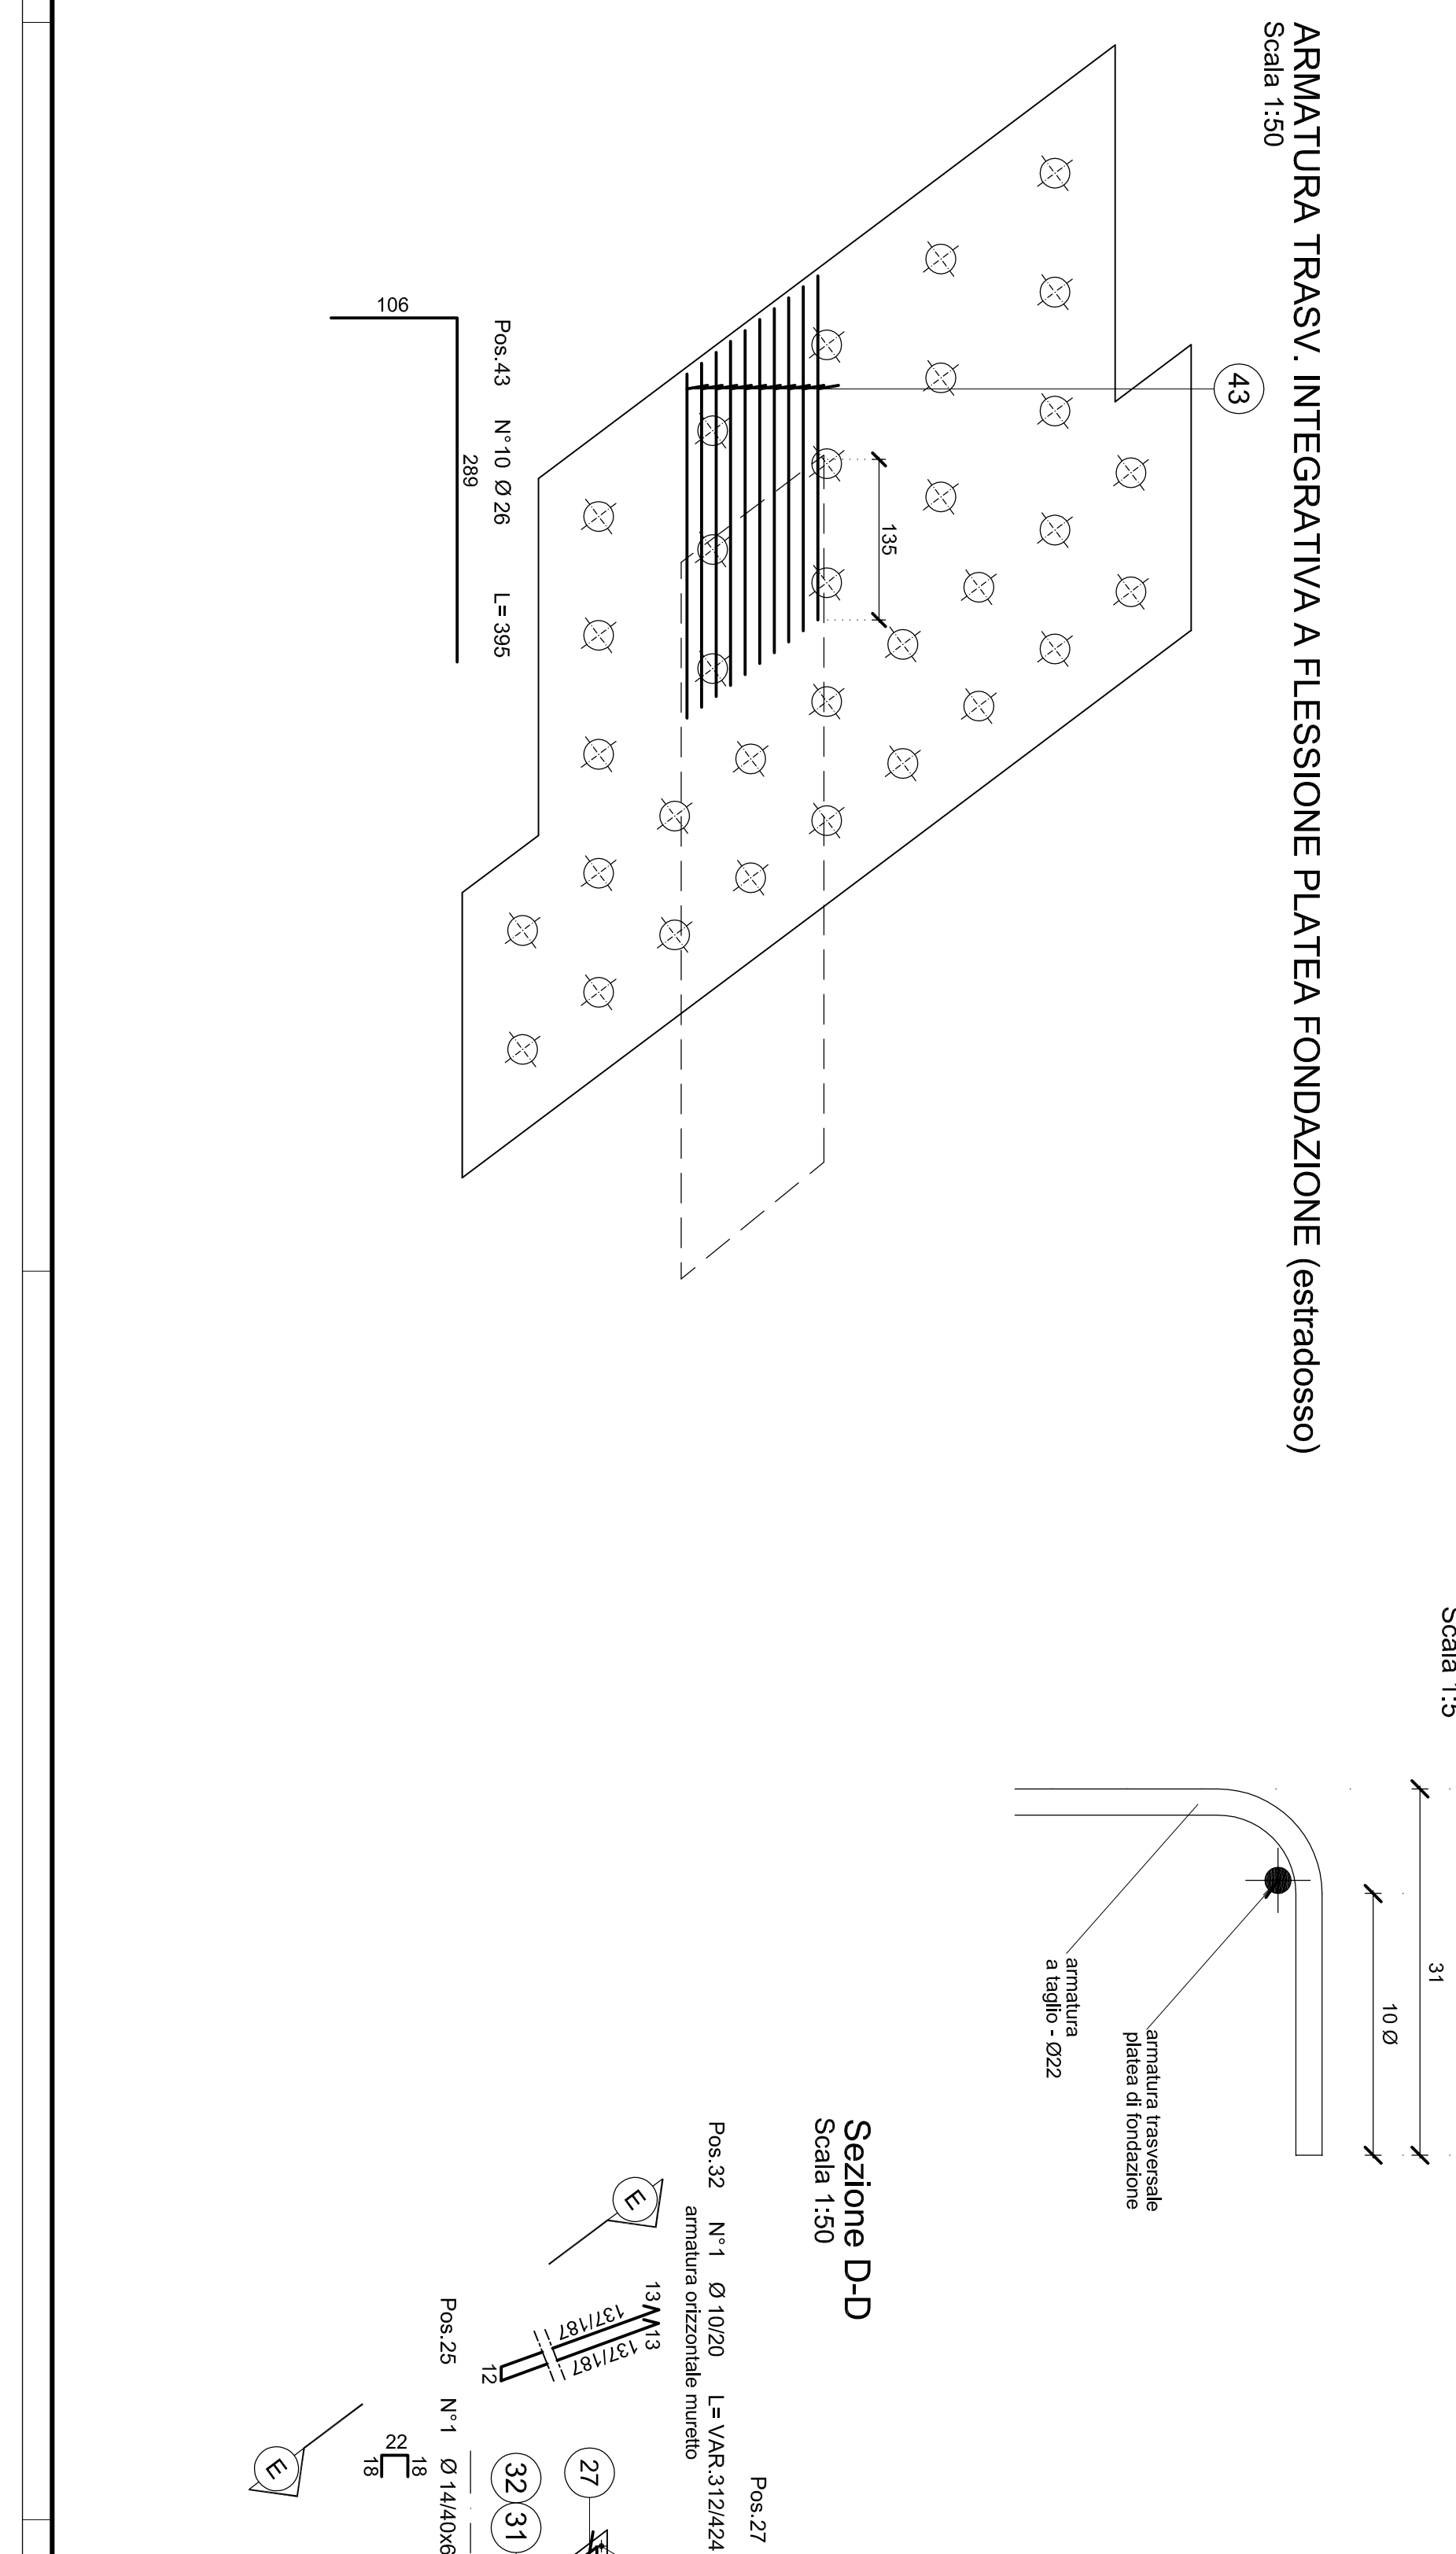 ARMATURA TRASV. INTEGRATIVA A FLESSIONE PLATEA FONDAZIONE (estradosso)
Scala 1:50
43
135
Pos.43 N°10 Ø 26 L= 395
289
106
Scala 1:5
31
10 Ø
armatura trasversale
platea di fondazione
armatura
a taglio - Ø22
Sezione D-D
Scala 1:50
Pos.27
Pos.32 N°1 Ø 10/20 L= VAR.312/424
armatura orizzontale muretto
E
13
13
137/187
137/187
12
27
32
31
Pos.25 N°1 Ø 14/40x6
22
18
18
E